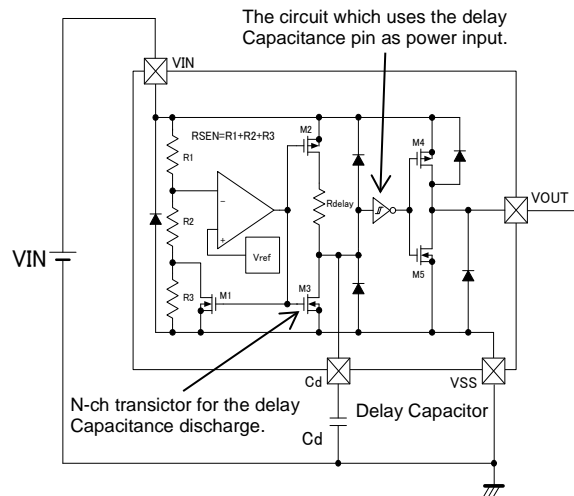 The circuit which uses the delay
Capacitance pin as power input.
VIN
RSEN=R1+R2+R3
M2
M4
R1
Rdelay
VOUT
R2
Vref
VIN
M5
R3
M1
M3
Cd
VSS
N-ch transictor for the delay
Capacitance discharge.
Delay Capacitor
Cd